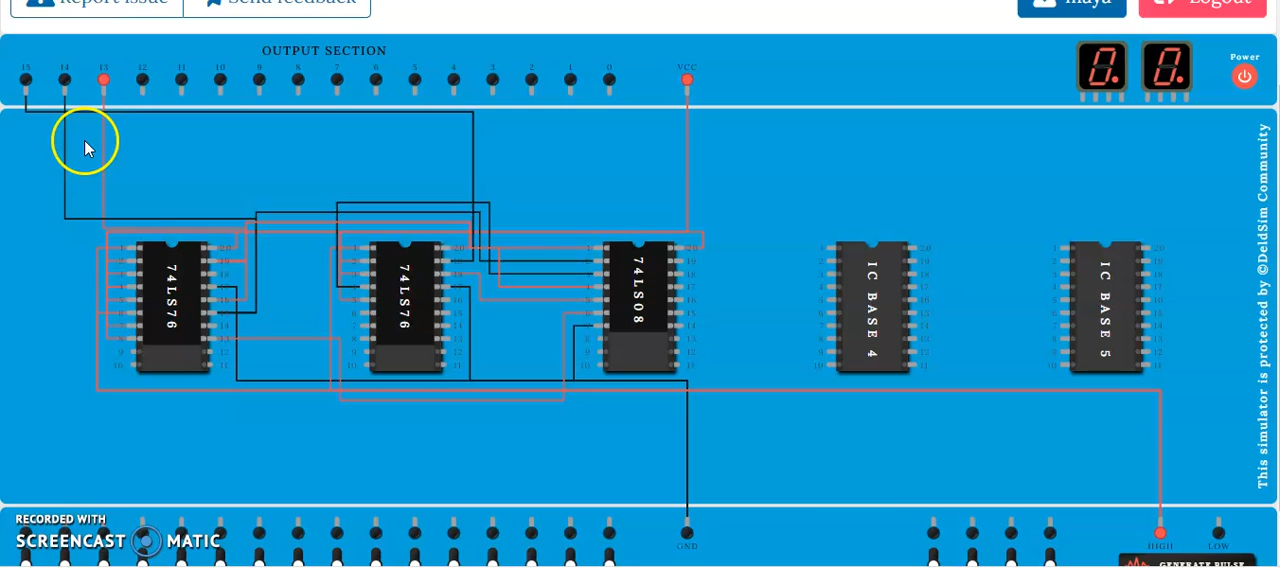 Report issue
Send feedback
maya
Logout
OUTPUT SECTION
15 14 13 12 11 10 9 8 7 6 5 4 3 2 1 0 VCC
Power
74LS76
74LS76
74LS08
IC BASE 4
IC BASE 5
This simulator is protected by ©DeldSim Community
RECORDED WITH
SCREENCAST MATIC
GND
HIGH
LOW
GENERATE PULSE